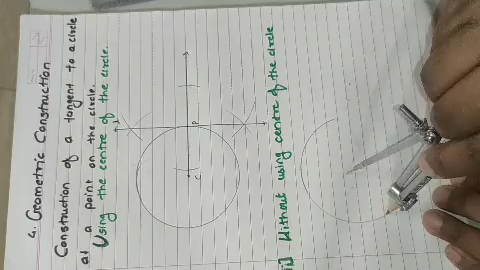 4. Geometric Construction
Construction of a tangent to a circle
at a point on the circle.
Using the centre of the circle.
P
C
ii] Without using centre of the circle